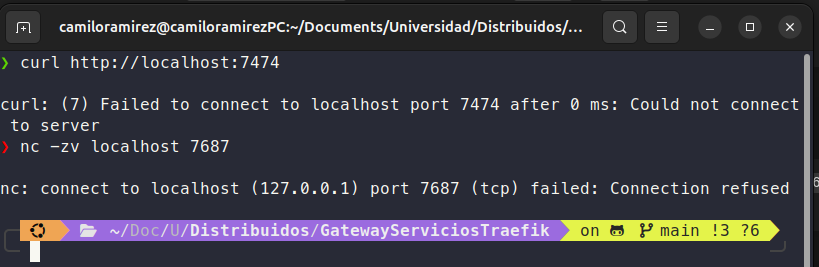 camiloramirez@camiloramirezPC:~/Documents/Universidad/Distribuidos/...
❯ curl http://localhost:7474
curl: (7) Failed to connect to localhost port 7474 after 0 ms: Could not connect
to server
❯ nc -zv localhost 7687
nc: connect to localhost (127.0.0.1) port 7687 (tcp) failed: Connection refused
~/Doc/U/Distribuidos/GatewayServiciosTraefik on main !3 ?6